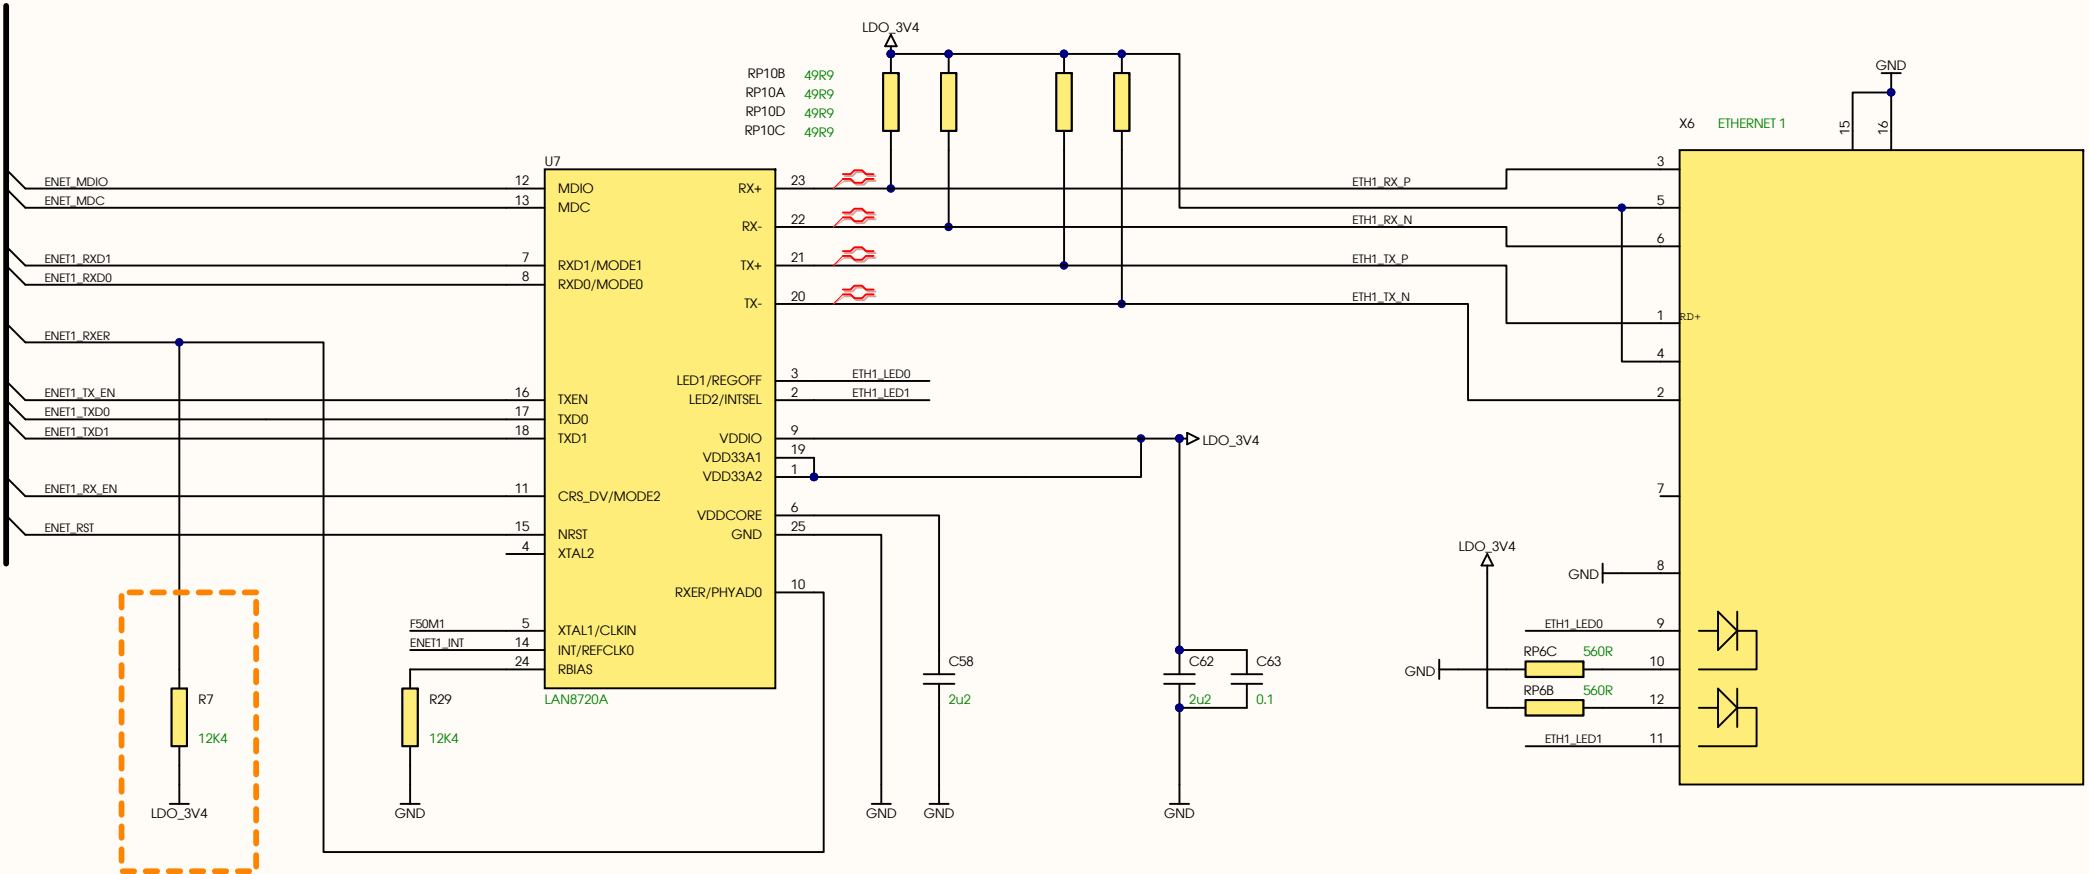 LDO_3V4
RP10B 49R9
RP10A 49R9
RP10D 49R9
RP10C 49R9
GND
X6 ETHERNET 1
15
16
U7
ENET_MDIO 12 MDIO RX+ 23 ETH1_RX_P 3
ENET_MDC 13 MDC 5
RX- 22 ETH1_RX_N 6
ENET1_RXD1 7 RXD1/MODE1 TX+ 21 ETH1_TX_P
ENET1_RXD0 8 RXD0/MODE0
TX- 20 ETH1_TX_N 1 RD+
ENET1_RXER 4
LED1/REGOFF 3 ETH1_LED0
ENET1_TX_EN 16 TXEN LED2/INTSEL 2 ETH1_LED1 2
ENET1_TXD0 17 TXD0
ENET1_TXD1 18 TXD1 VDDIO 9 LDO_3V4
VDD33A1 19
VDD33A2 1
ENET1_RX_EN 11 CRS_DV/MODE2 7
VDDCORE 6
ENET_RST 15 NRST GND 25
4 XTAL2 LDO_3V4
GND 8
RXER/PHYAD0 10
F50M1 5 XTAL1/CLKIN ETH1_LED0 9
ENET1_INT 14 INT/REFCLK0 RP6C 560R
24 RBIAS C58 C62 C63 GND 10
R7 R29 LAN8720A 2u2 2u2 0.1 RP6B 560R 12
12K4 12K4 ETH1_LED1 11
LDO_3V4 GND GND GND GND